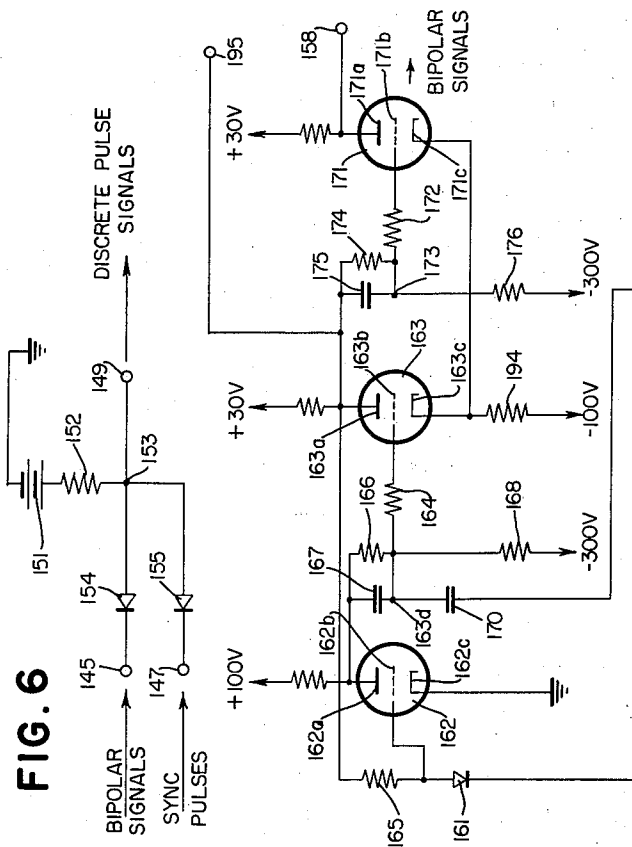 FIG. 6
BIPOLAR
SIGNALS
145
154
SYNC
PULSES
147
155
151
152
153
149
DISCRETE PULSE
SIGNALS
+100V
162a
162b
162
162c
165
161
167
166
163d
170
164
168
-300V
+30V
163a
163b
163
163c
194
-100V
175
174
173
172
176
-300V
+30V
171
171a
171b
171c
158
195
BIPOLAR
SIGNALS